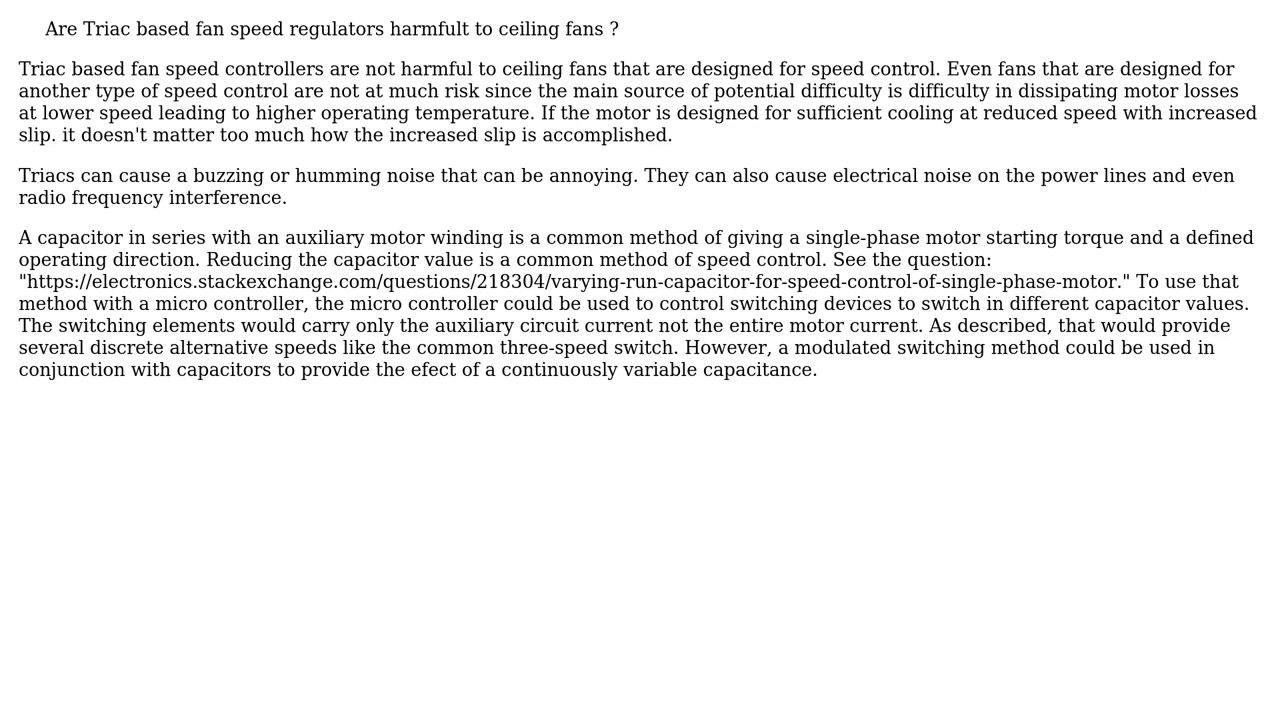 Are Triac based fan speed regulators harmfult to ceiling fans ?
Triac based fan speed controllers are not harmful to ceiling fans that are designed for speed control. Even fans that are designed for
another type of speed control are not at much risk since the main source of potential difficulty is difficulty in dissipating motor losses
at lower speed leading to higher operating temperature. If the motor is designed for sufficient cooling at reduced speed with increased
slip. it doesn't matter too much how the increased slip is accomplished.
Triacs can cause a buzzing or humming noise that can be annoying. They can also cause electrical noise on the power lines and even
radio frequency interference.
A capacitor in series with an auxiliary motor winding is a common method of giving a single-phase motor starting torque and a defined
operating direction. Reducing the capacitor value is a common method of speed control. See the question:
"https://electronics.stackexchange.com/questions/218304/varying-run-capacitor-for-speed-control-of-single-phase-motor." To use that
method with a micro controller, the micro controller could be used to control switching devices to switch in different capacitor values.
The switching elements would carry only the auxiliary circuit current not the entire motor current. As described, that would provide
several discrete alternative speeds like the common three-speed switch. However, a modulated switching method could be used in
conjunction with capacitors to provide the efect of a continuously variable capacitance.